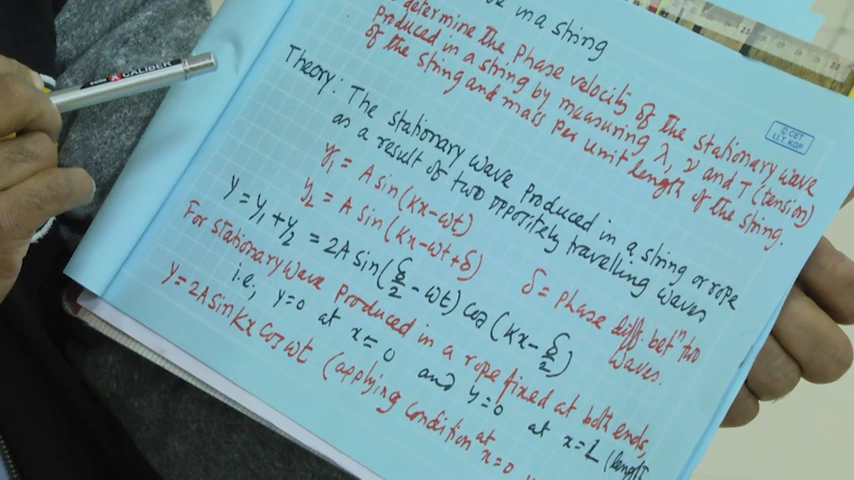 in a string
determine the Phase velocity of the stationary wave
produced in a string by measuring λ, ν and T (tension)
of the string and mass per unit length of the string.
Theory: The stationary wave produced in a string or rope
as a result of two oppositely travelling waves
y₁ = A sin(kx-ωt)
y₂ = A sin(kx-ωt+δ) δ = Phase diff. betⁿ two waves.
y = y₁+y₂ = 2A sin(δ/2 - ωt) cos(kx - δ/2)
For stationary wave produced in a rope fixed at both ends,
i.e, y=0 at x=0 and y=0 at x=L (length
y = 2A sin kx cos ωt (applying condition at x=0
© CET
I.I.T. KGP
CALIBER